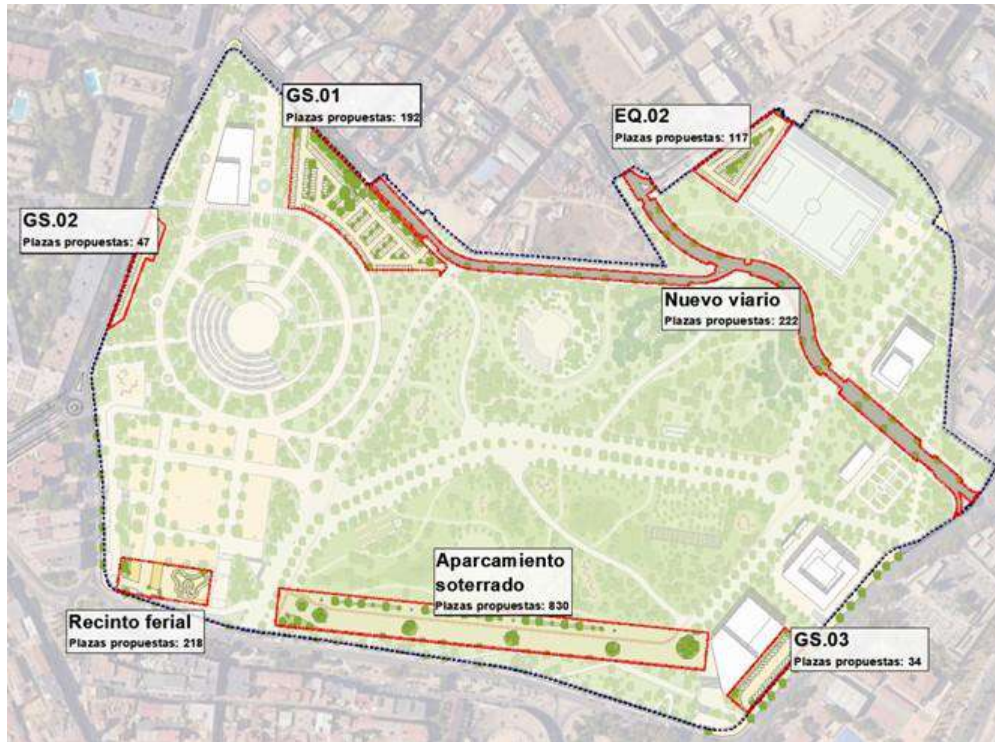 GS.01
Plazas propuestas: 192
EQ.02
Plazas propuestas: 117
GS.02
Plazas propuestas: 47
Nuevo viario
Plazas propuestas: 222
Aparcamiento
soterrado
Plazas propuestas: 830
Recinto ferial
Plazas propuestas: 218
GS.03
Plazas propuestas: 34